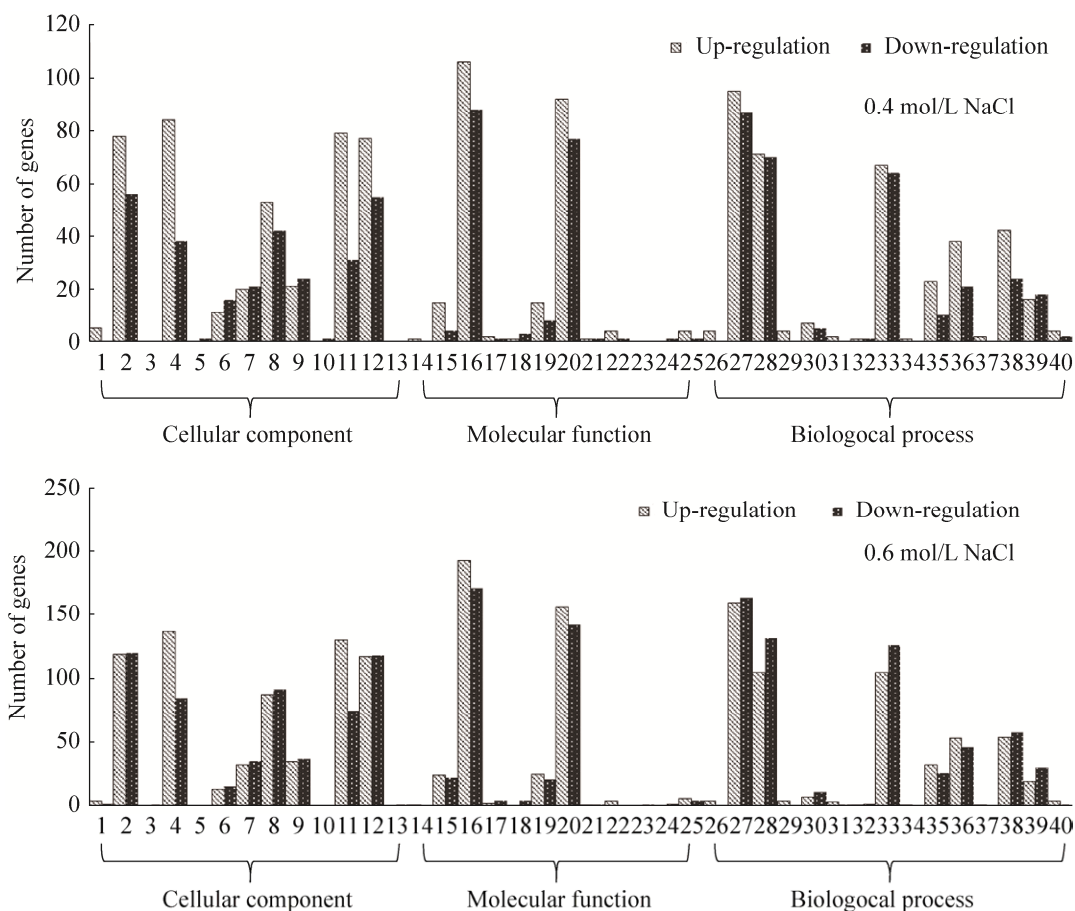 120
Up-regulation Down-regulation
100
0.4 mol/L NaCl
80
60
40
20
0
Number of genes
1 2 3 4 5 6 7 8 9 10 11 12 13 14 15 16 17 18 19 20 21 22 23 24 25 26 27 28 29 30 31 32 33 34 35 36 37 38 39 40
Cellular component Molecular function Biologocal process
250
Up-regulation Down-regulation
200
0.6 mol/L NaCl
150
100
50
0
Number of genes
1 2 3 4 5 6 7 8 9 10 11 12 13 14 15 16 17 18 19 20 21 22 23 24 25 26 27 28 29 30 31 32 33 34 35 36 37 38 39 40
Cellular component Molecular function Biologocal process